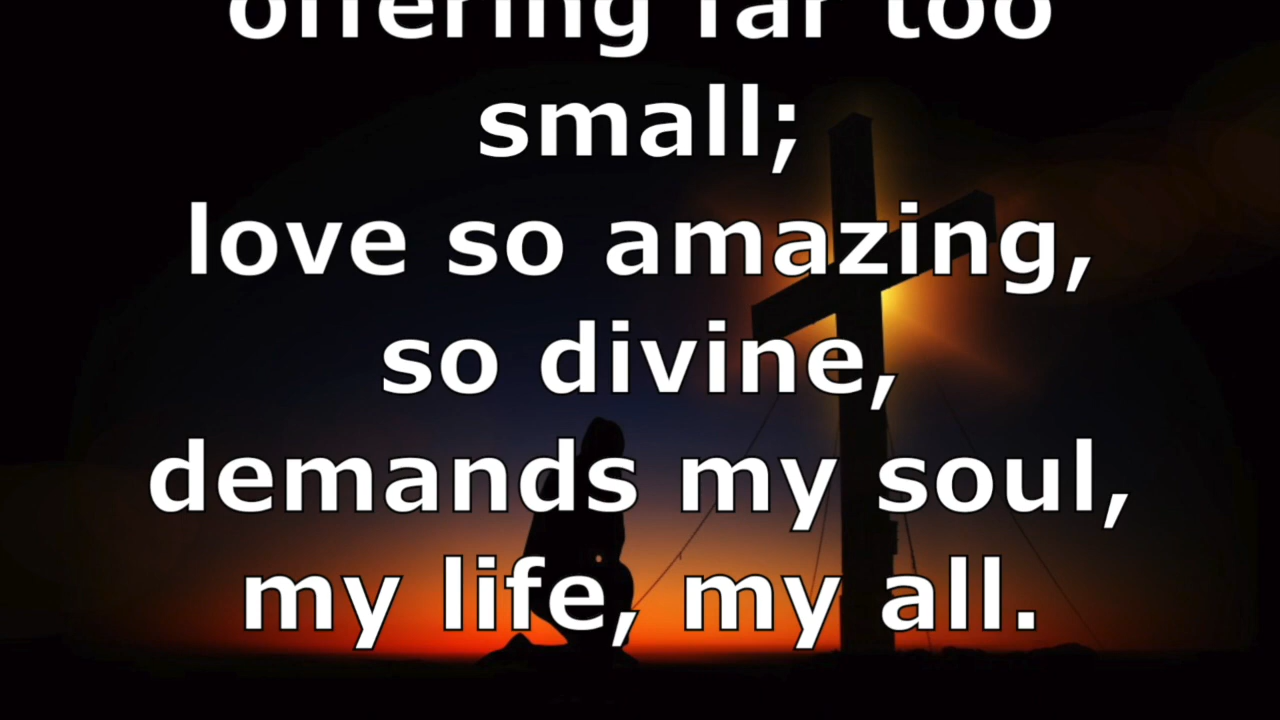 offering far too
small;
love so amazing,
so divine,
demands my soul,
my life, my all.